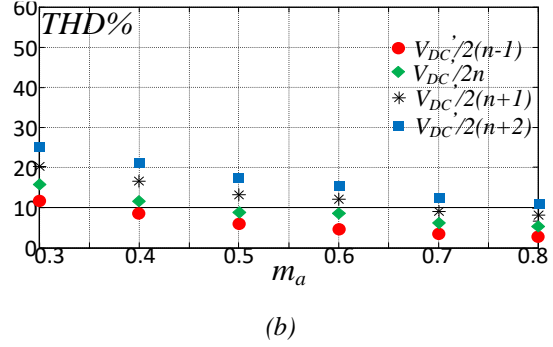 60
THD%
50
V_DC'/2(n-1)
V_DC'/2n
40
V_DC'/2(n+1)
30
V_DC'/2(n+2)
20
10
0
0.3 0.4 0.5 0.6 0.7 0.8
m_a
(b)